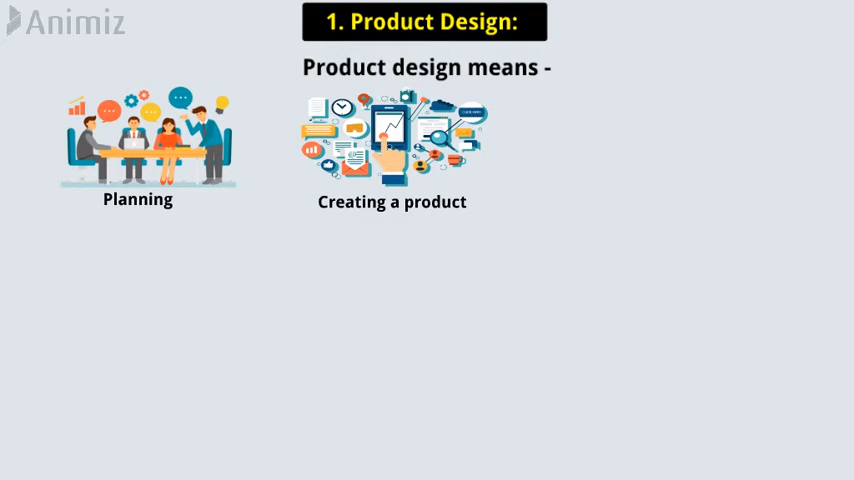 Animiz
1. Product Design:
Product design means -
Planning
Creating a product